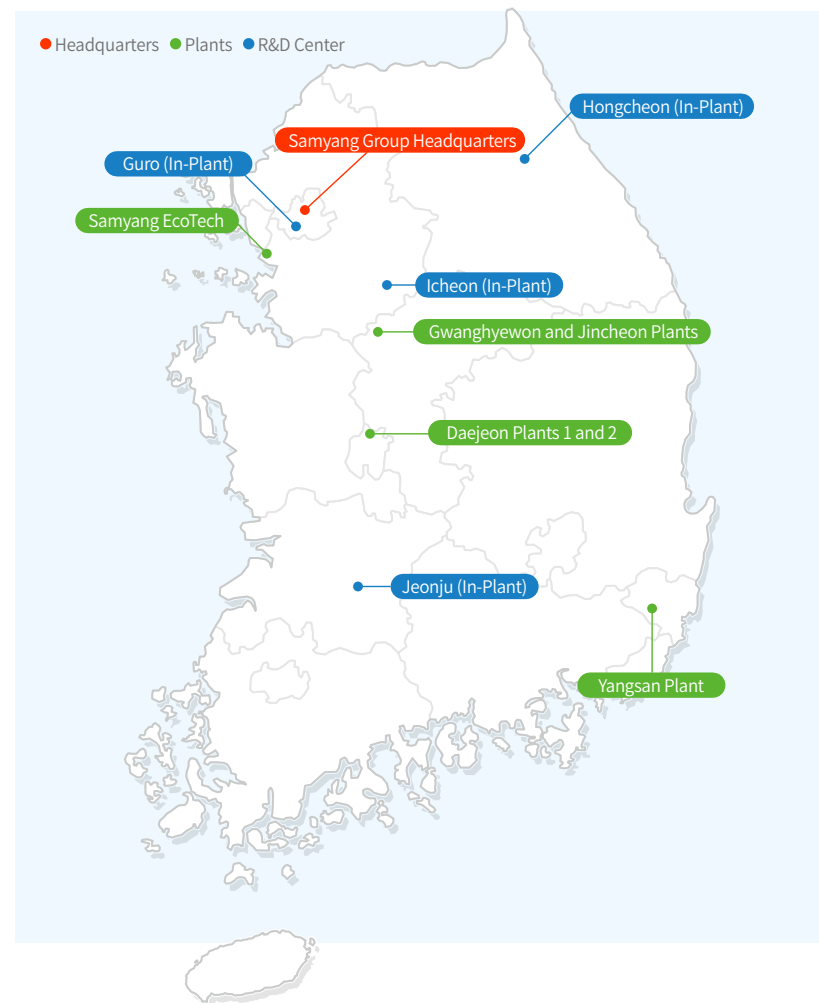 Headquarters Plants R&D Center
Hongcheon (In-Plant)
Samyang Group Headquarters
Guro (In-Plant)
Samyang EcoTech
Icheon (In-Plant)
Gwanghyewon and Jincheon Plants
Daejeon Plants 1 and 2
Jeonju (In-Plant)
Yangsan Plant